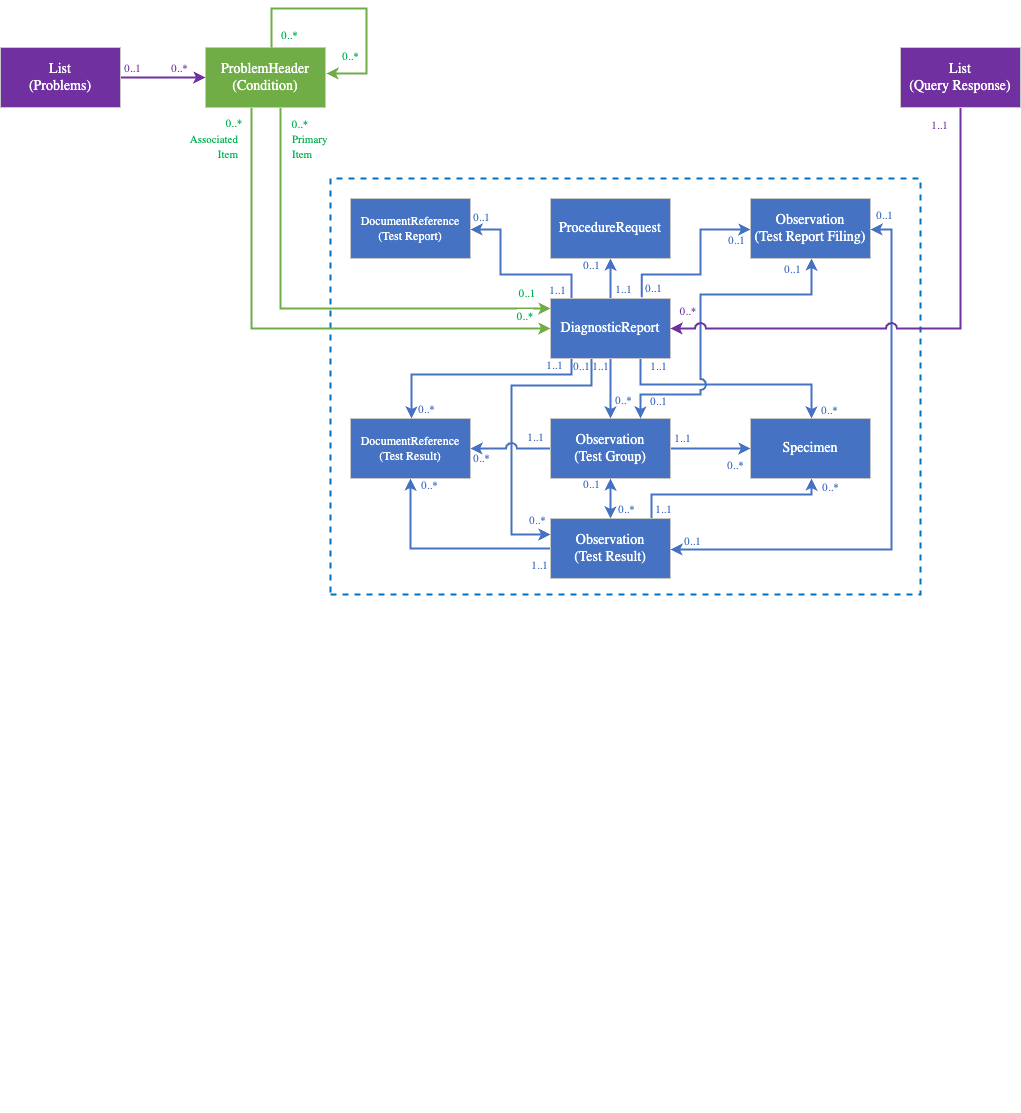 0..*
0..*
List
(Problems)
0..1
0..*
ProblemHeader
(Condition)
List
(Query Response)
0..*
Associated
Item
0..*
Primary
Item
1..1
DocumentReference
(Test Report)
0..1
ProcedureRequest
0..1
Observation
(Test Report Filing)
0..1
0..1
0..1
1..1
1..1
0..1
0..1
0..*
DiagnosticReport
0..*
1..1
0..1
1..1
1..1
0..*
0..*
0..1
0..*
DocumentReference
(Test Result)
0..*
1..1
Observation
(Test Group)
1..1
0..*
Specimen
0..*
0..1
0..*
0..*
1..1
0..*
Observation
(Test Result)
0..1
1..1